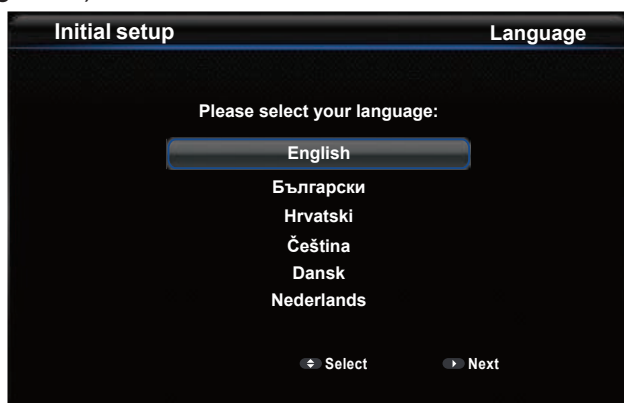 Initial setup Language
Please select your language:
English
Български
Hrvatski
Čeština
Dansk
Nederlands
Select Next